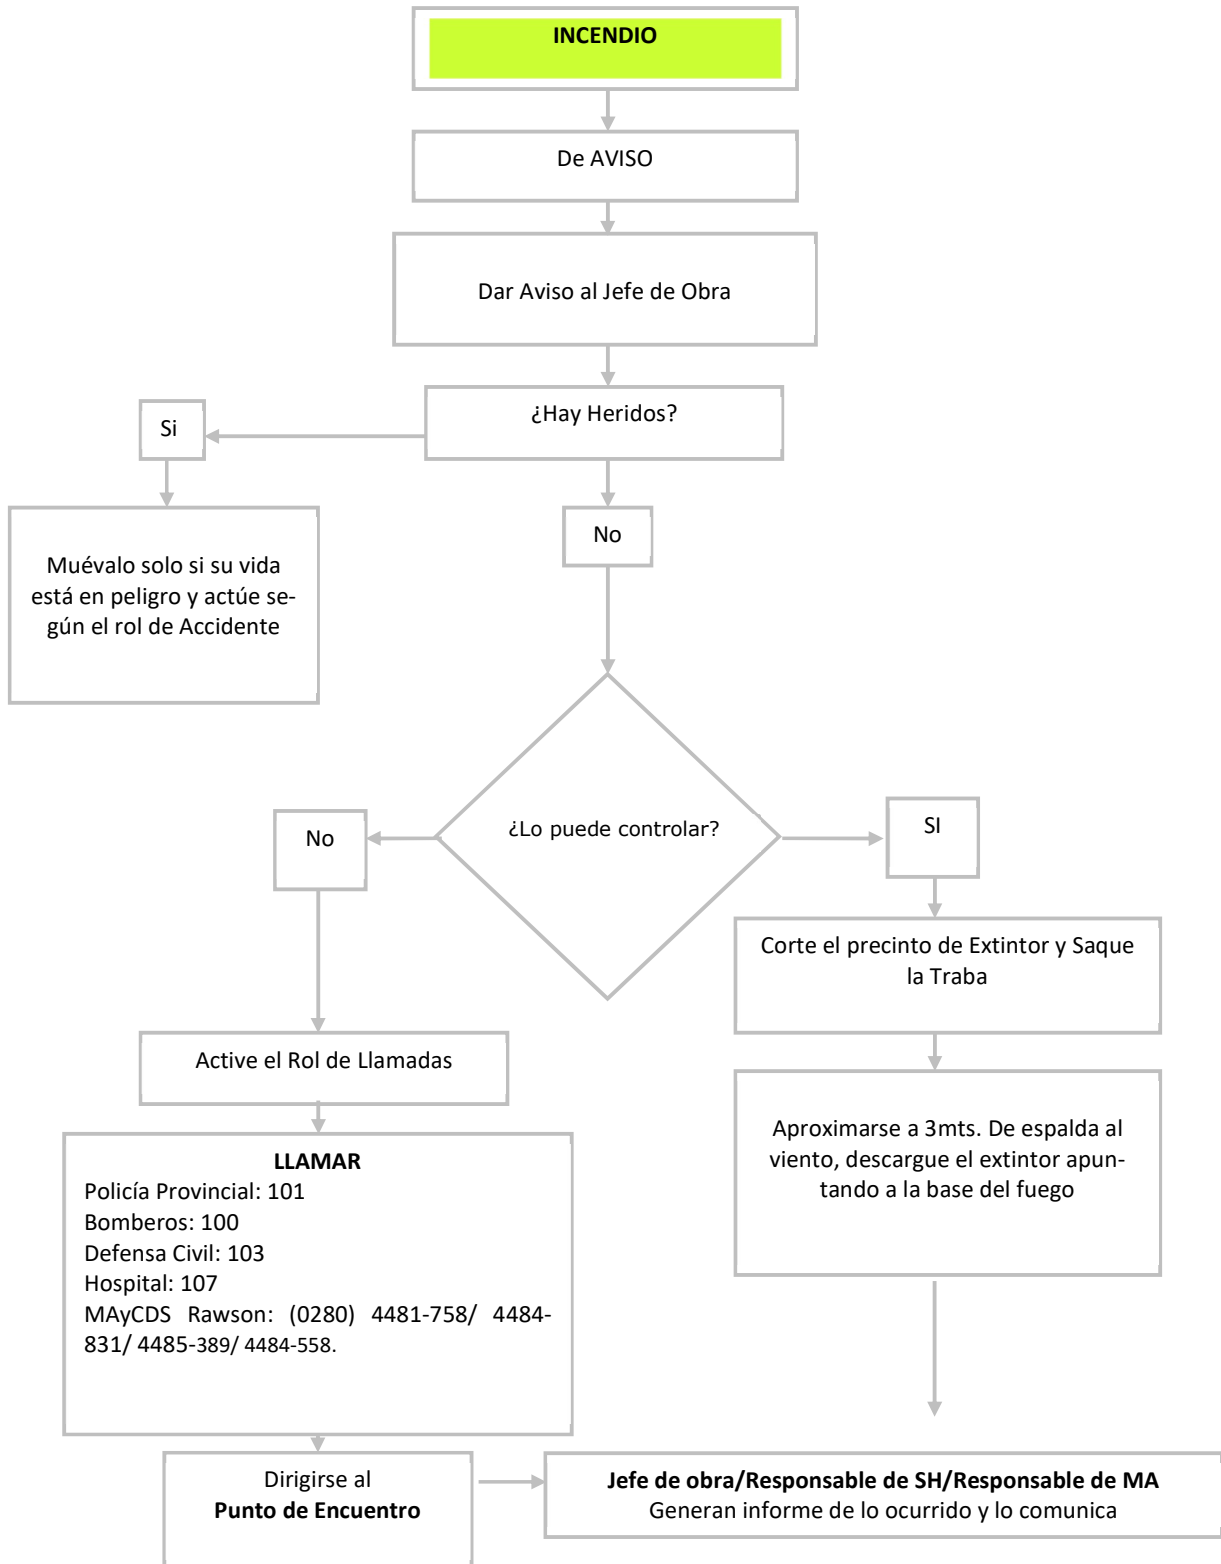 INCENDIO
De AVISO
Dar Aviso al Jefe de Obra
¿Hay Heridos?
Si
No
Muévalo solo si su vida
está en peligro y actúe se-
gún el rol de Accidente
¿Lo puede controlar?
No
SI
Corte el precinto de Extintor y Saque
la Traba
Active el Rol de Llamadas
Aproximarse a 3mts. De espalda al
viento, descargue el extintor apun-
tando a la base del fuego
LLAMAR
Policía Provincial: 101
Bomberos: 100
Defensa Civil: 103
Hospital: 107
MAyCDS Rawson: (0280) 4481-758/ 4484-
831/ 4485-389/ 4484-558.
Dirigirse al
Punto de Encuentro
Jefe de obra/Responsable de SH/Responsable de MA
Generan informe de lo ocurrido y lo comunica